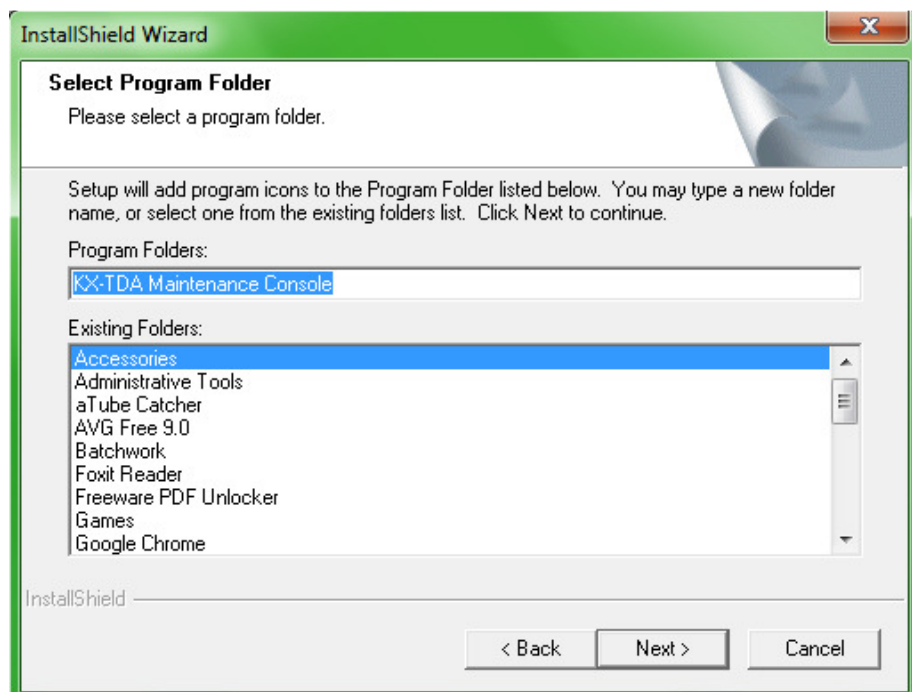 InstallShield Wizard
Select Program Folder
Please select a program folder.
Setup will add program icons to the Program Folder listed below.  You may type a new folder
name, or select one from the existing folders list.  Click Next to continue.
Program Folders:
KX-TDA Maintenance Console
Existing Folders:
Accessories
Administrative Tools
aTube Catcher
AVG Free 9.0
Batchwork
Foxit Reader
Freeware PDF Unlocker
Games
Google Chrome
InstallShield
< Back Next > Cancel